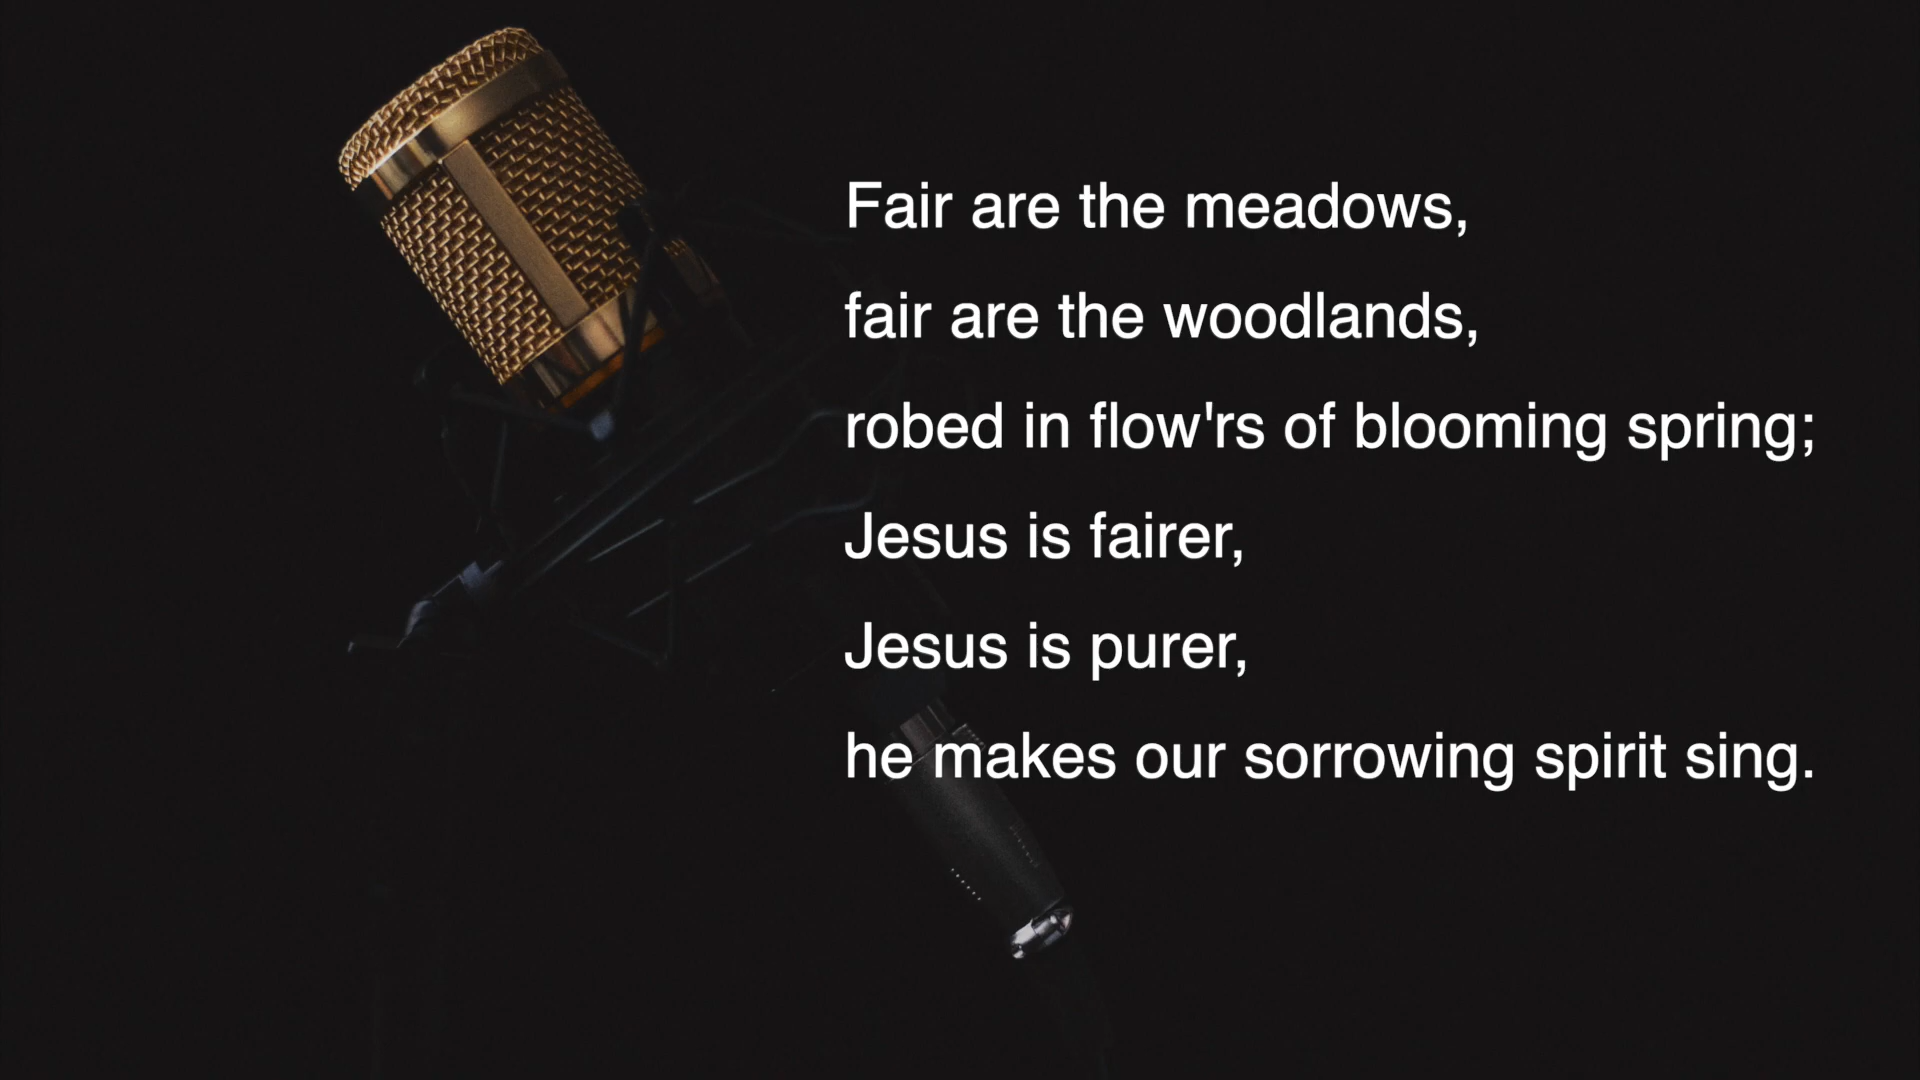 Fair are the meadows,
fair are the woodlands,
robed in flow'rs of blooming spring;
Jesus is fairer,
Jesus is purer,
he makes our sorrowing spirit sing.